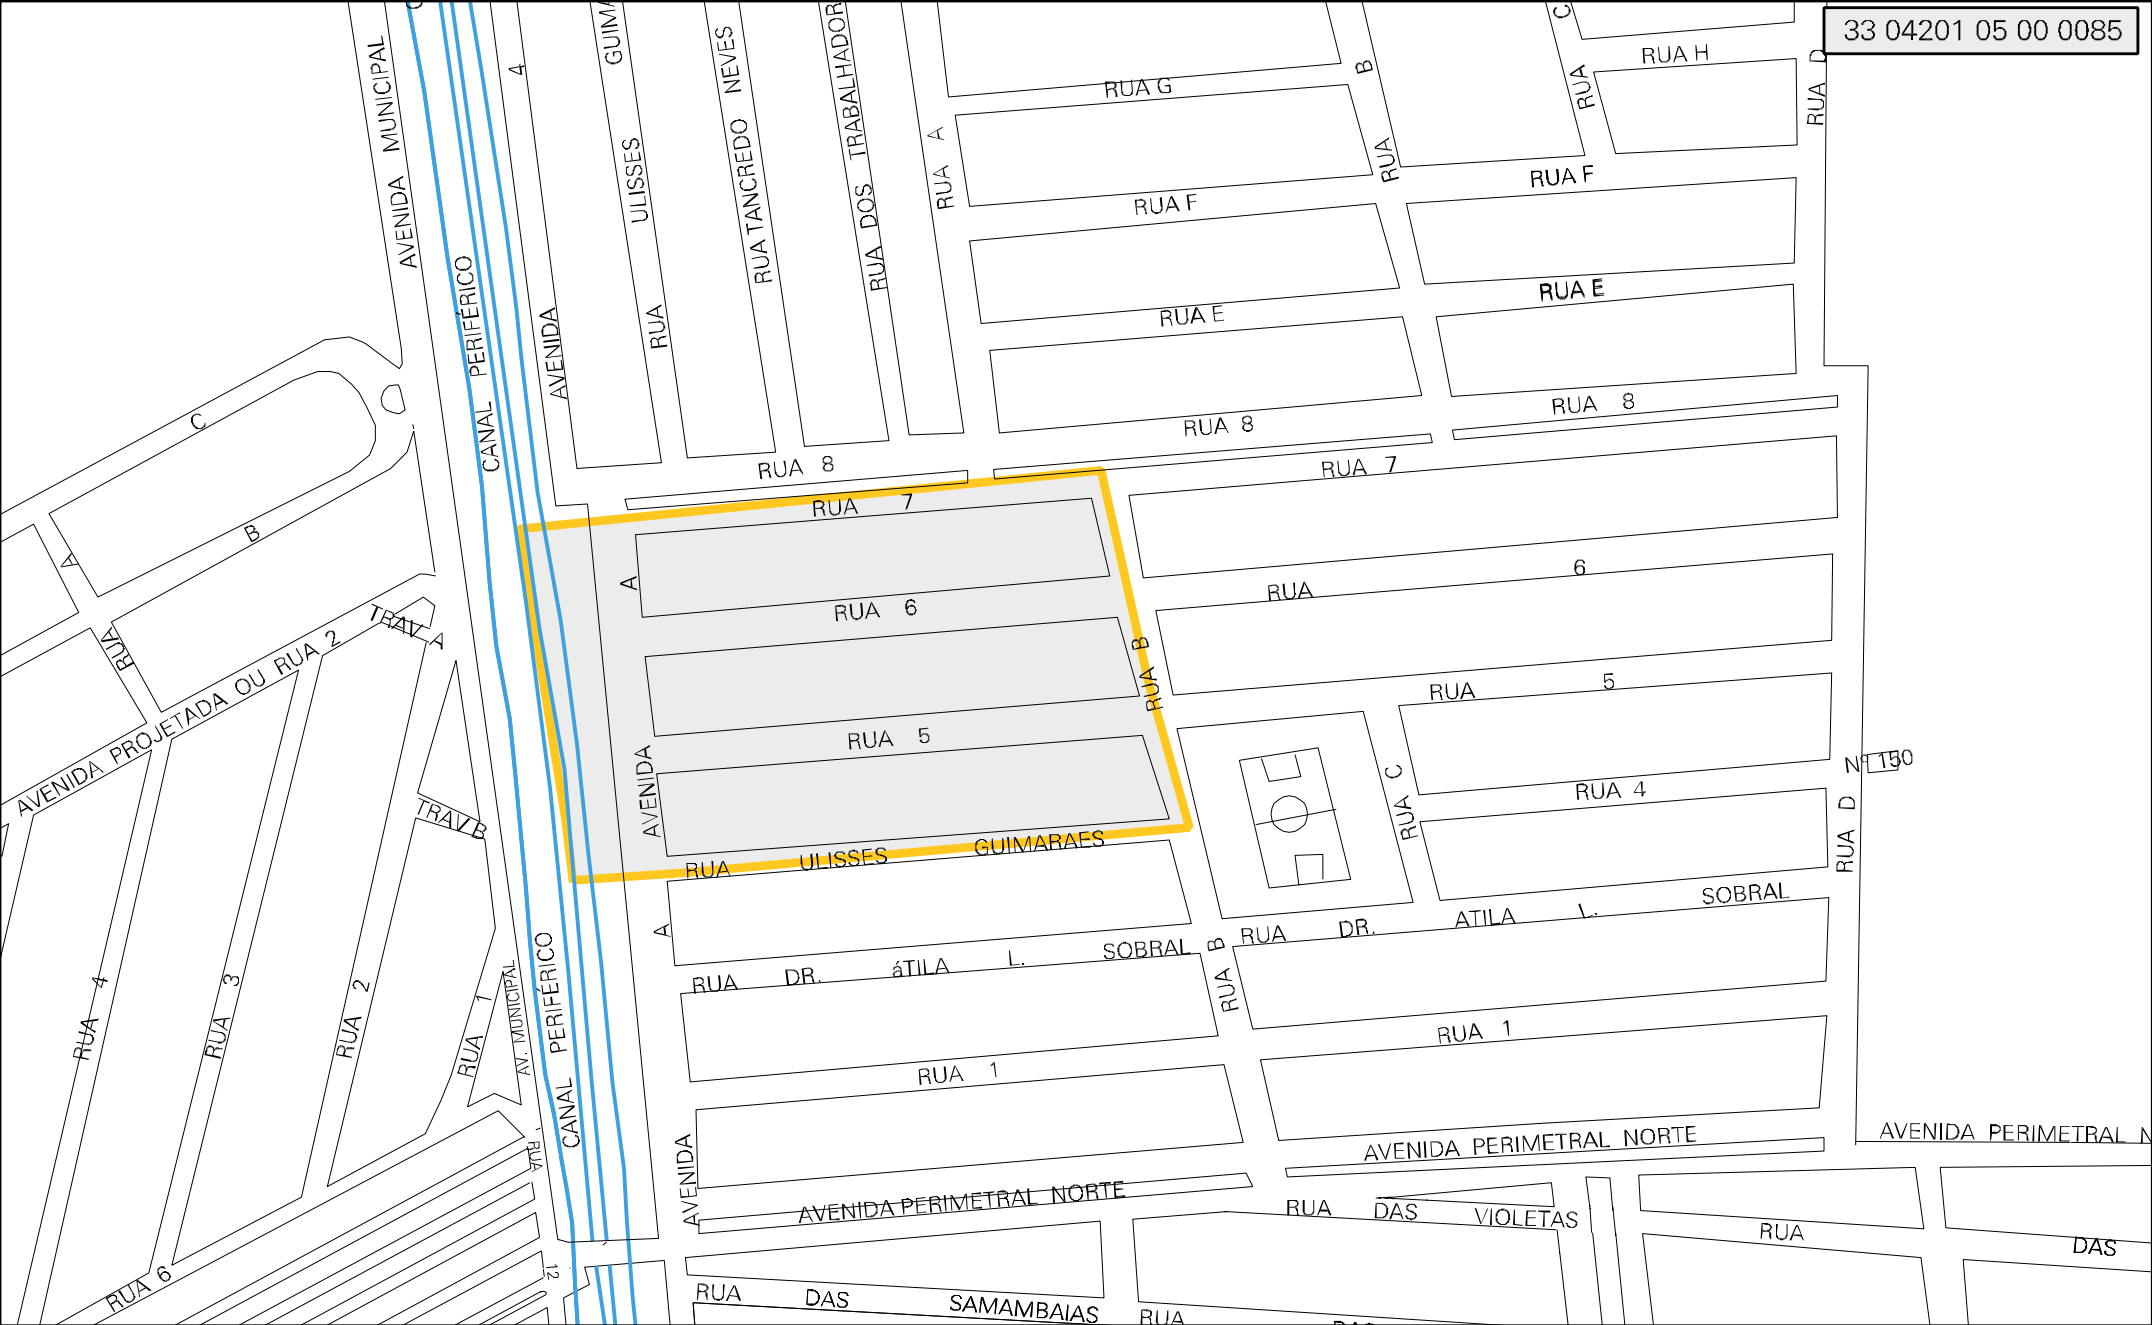 33 04201 05 00 0085
AVENIDA MUNICIPAL
4
AVENIDA
RUA ULISSES GUIMA
RUA TANCREDO NEVES
RUA DOS TRABALHADOR
RUA A
RUA G
RUA B
RUA C
RUA H
RUA D
RUA F
RUA F
RUA E
RUA E
CANAL PERIFÉRICO
RUA 8
RUA 8
RUA 8
RUA 7
RUA 7
C
B
RUA A
A
RUA 6
RUA 6
TRAV A
AVENIDA PROJETADA OU RUA 2
RUA B
RUA 5
RUA 5
AVENIDA A
RUA C
Nº 150
RUA 4
RUA D
TRAV B
RUA ULISSES GUIMARAES
RUA DR. ATILA L. SOBRAL
RUA DR. áTILA L. SOBRAL
RUA B
RUA 4
RUA 3
RUA 2
RUA 1
AV. MUNICIPAL
CANAL PERIFÉRICO
RUA 1
RUA 1
AVENIDA
AVENIDA PERIMETRAL NORTE
AVENIDA PERIMETRAL N
AVENIDA PERIMETRAL NORTE
RUA 12
RUA DAS VIOLETAS
RUA DAS
RUA 6
RUA DAS SAMAMBAIAS
RUA DAS